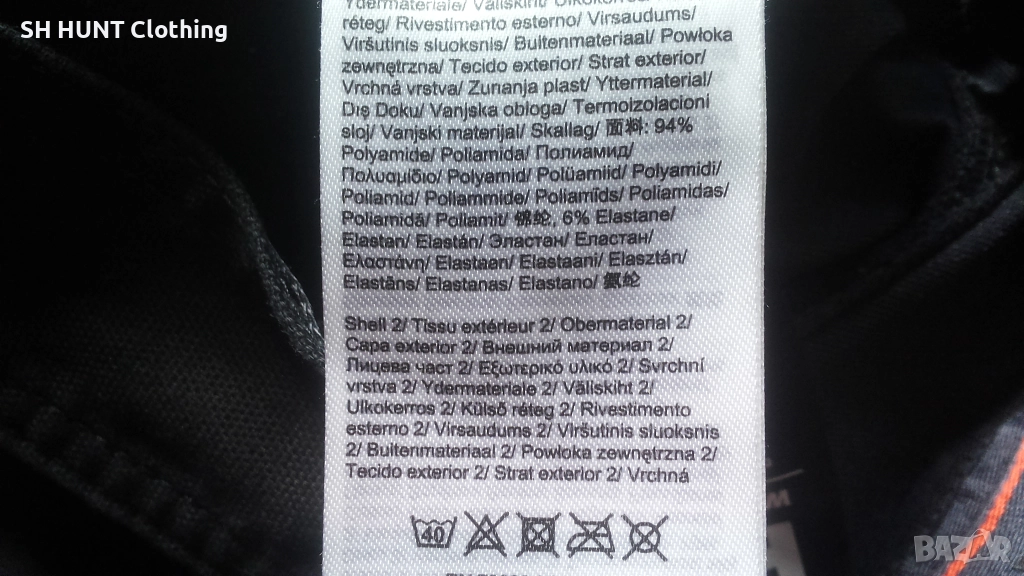 SH HUNT Clothing
Ydermateriale/ Välliskiht/ Ulkokerros/ Külső
réteg/ Rivestimento esterno/ Virsaudums/
Viršutinis sluoksnis/ Buitenmateriaal/ Powłoka
zewnętrzna/ Tecido exterior/ Strat exterior/
Vrchná vrstva/ Zunanja plast/ Yttermaterial/
Dış Doku/ Vanjska obloga/ Termoizolacioni
sloj/ Vanjski materijal/ Skallag/ 面料: 94%
Polyamide/ Poliamida/ Полиамид/
Πολυαμίδιο/ Polyamid/ Polüamiid/ Polyamidi/
Poliamid/ Poliammide/ Poliamīds/ Poliamidas/
Poliamidă/ Poliamit/ 锦纶, 6% Elastane/
Elastan/ Elastán/ Эластан/ Еластан/
Ελαστάνη/ Elastaen/ Elastaani/ Elasztán/
Elastāns/ Elastanas/ Elastano/ 氨纶
Shell 2/ Tissu extérieur 2/ Obermaterial 2/
Capa exterior 2/ Внешний материал 2/
Лицева част 2/ Εξωτερικό υλικό 2/ Svrchní
vrstva 2/ Ydermateriale 2/ Välliskiht 2/
Ulkokerros 2/ Külső réteg 2/ Rivestimento
esterno 2/ Virsaudums 2/ Viršutinis sluoksnis
2/ Buitenmateriaal 2/ Powłoka zewnętrzna 2/
Tecido exterior 2/ Strat exterior 2/ Vrchná
40
BAZAR